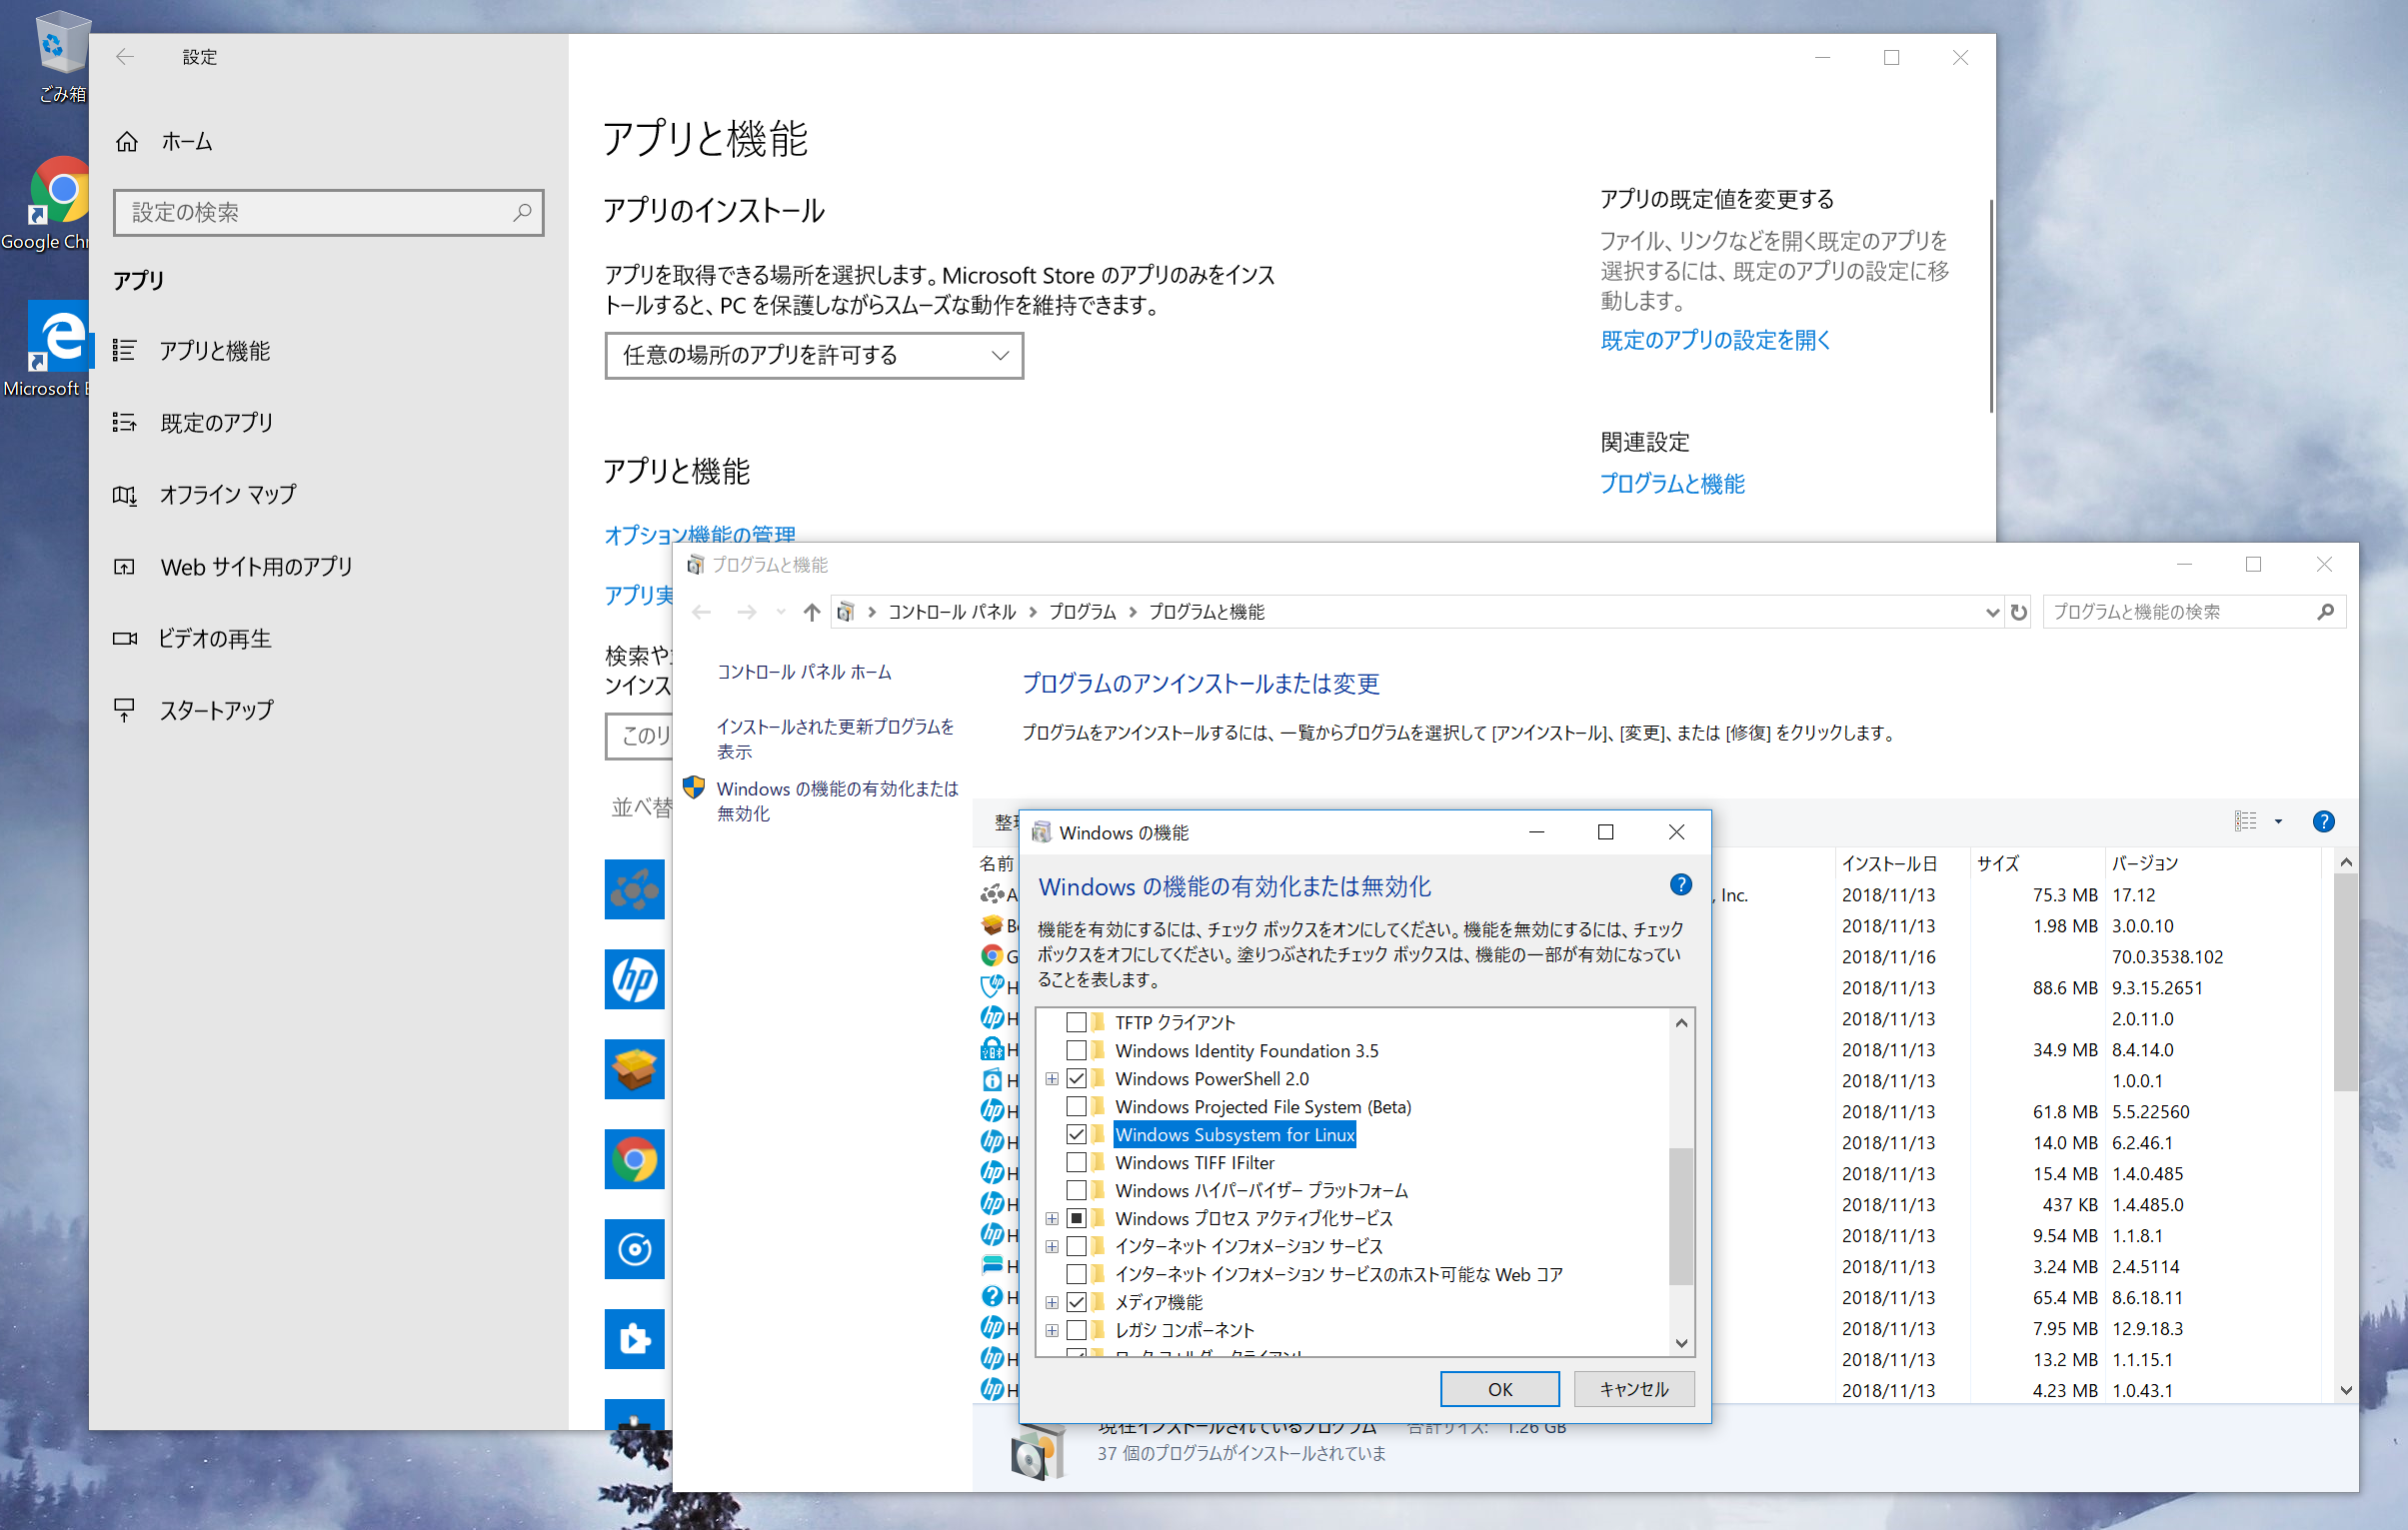 ごみ箱
Google Chr
Microsoft E
設定
ホーム
設定の検索
アプリ
アプリと機能
既定のアプリ
オフライン マップ
Web サイト用のアプリ
ビデオの再生
スタートアップ
アプリと機能
アプリのインストール
アプリを取得できる場所を選択します。Microsoft Store のアプリのみをインス
トールすると、PC を保護しながらスムーズな動作を維持できます。
任意の場所のアプリを許可する
アプリと機能
オプション機能の管理
アプリ実
検索や
ンインス
このリ
並べ替
アプリの既定値を変更する
ファイル、リンクなどを開く既定のアプリを
選択するには、既定のアプリの設定に移
動します。
既定のアプリの設定を開く
関連設定
プログラムと機能
プログラムと機能
コントロール パネル
プログラム
プログラムと機能
プログラムと機能の検索
コントロール パネル ホーム
インストールされた更新プログラムを
表示
Windows の機能の有効化または
無効化
プログラムのアンインストールまたは変更
プログラムをアンインストールするには、一覧からプログラムを選択して [アンインストール]、[変更]、または [修復] をクリックします。
名前 インストール日 サイズ バージョン
A , Inc. 2018/11/13 75.3 MB 17.12
B 2018/11/13 1.98 MB 3.0.0.10
G 2018/11/16 70.0.3538.102
H 2018/11/13 88.6 MB 9.3.15.2651
H 2018/11/13 2.0.11.0
H 2018/11/13 34.9 MB 8.4.14.0
H 2018/11/13 1.0.0.1
H 2018/11/13 61.8 MB 5.5.22560
H 2018/11/13 14.0 MB 6.2.46.1
H 2018/11/13 15.4 MB 1.4.0.485
H 2018/11/13 437 KB 1.4.485.0
H 2018/11/13 9.54 MB 1.1.8.1
H 2018/11/13 3.24 MB 2.4.5114
H 2018/11/13 65.4 MB 8.6.18.11
H 2018/11/13 7.95 MB 12.9.18.3
H 2018/11/13 13.2 MB 1.1.15.1
H 2018/11/13 4.23 MB 1.0.43.1
現在インストールされているプログラム 合計サイズ: 1.26 GB
37 個のプログラムがインストールされていま
Windows の機能
Windows の機能の有効化または無効化
機能を有効にするには、チェック ボックスをオンにしてください。機能を無効にするには、チェック
ボックスをオフにしてください。塗りつぶされたチェック ボックスは、機能の一部が有効になってい
ることを表します。
TFTP クライアント
Windows Identity Foundation 3.5
Windows PowerShell 2.0
Windows Projected File System (Beta)
Windows Subsystem for Linux
Windows TIFF IFilter
Windows ハイパーバイザー プラットフォーム
Windows プロセス アクティブ化サービス
インターネット インフォメーション サービス
インターネット インフォメーション サービスのホスト可能な Web コア
メディア機能
レガシ コンポーネント
OK
キャンセル